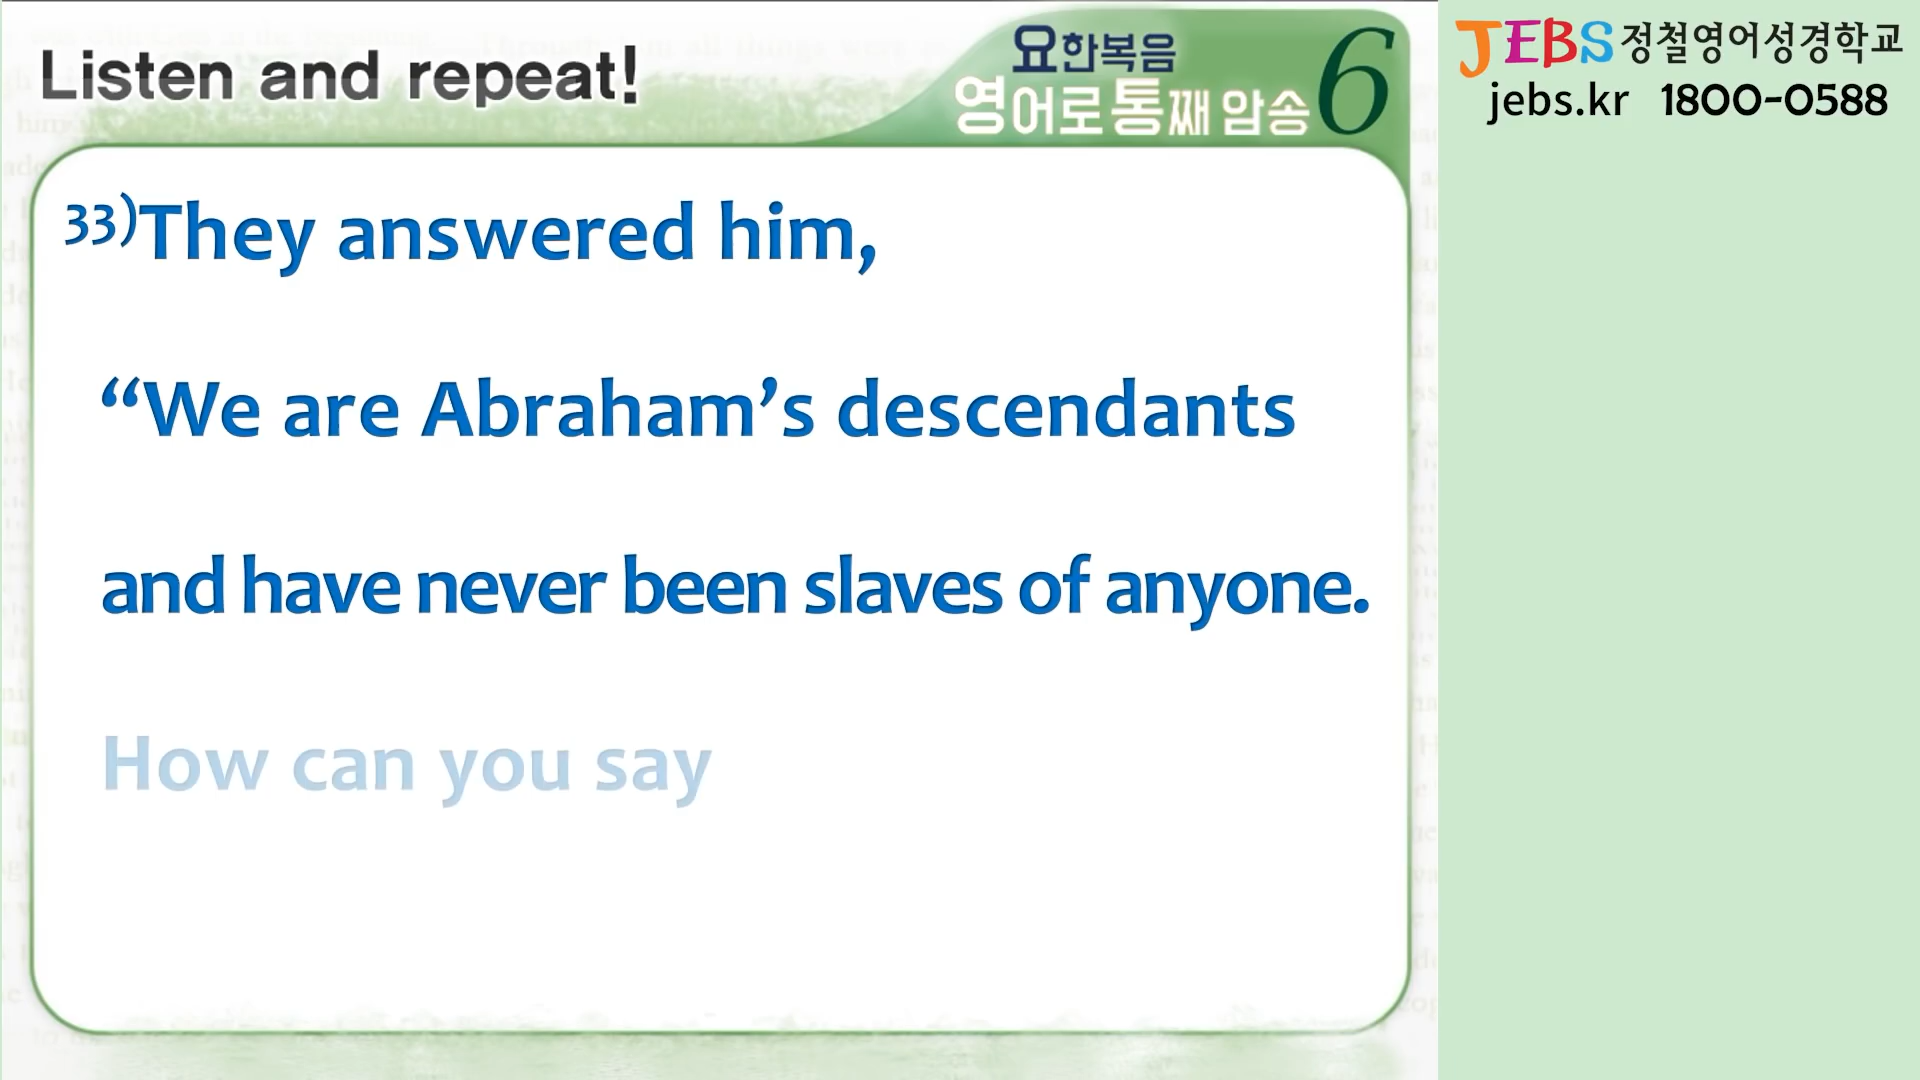 Listen and repeat!
요한복음
영어로 통째 암송 6
JEBS 정철영어성경학교
jebs.kr 1800-0588
33)They answered him,
“We are Abraham’s descendants
and have never been slaves of anyone.
How can you say